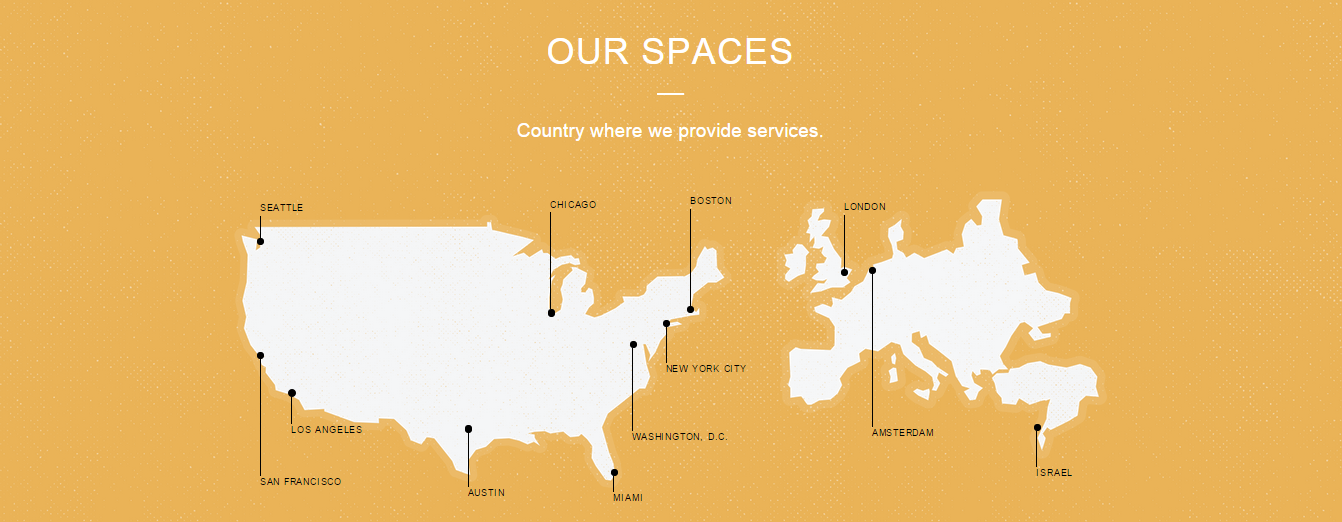 OUR SPACES
Country where we provide services.
SEATTLE
CHICAGO
BOSTON
LONDON
NEW YORK CITY
LOS ANGELES
WASHINGTON, D.C.
AMSTERDAM
ISRAEL
SAN FRANCISCO
AUSTIN
MIAMI